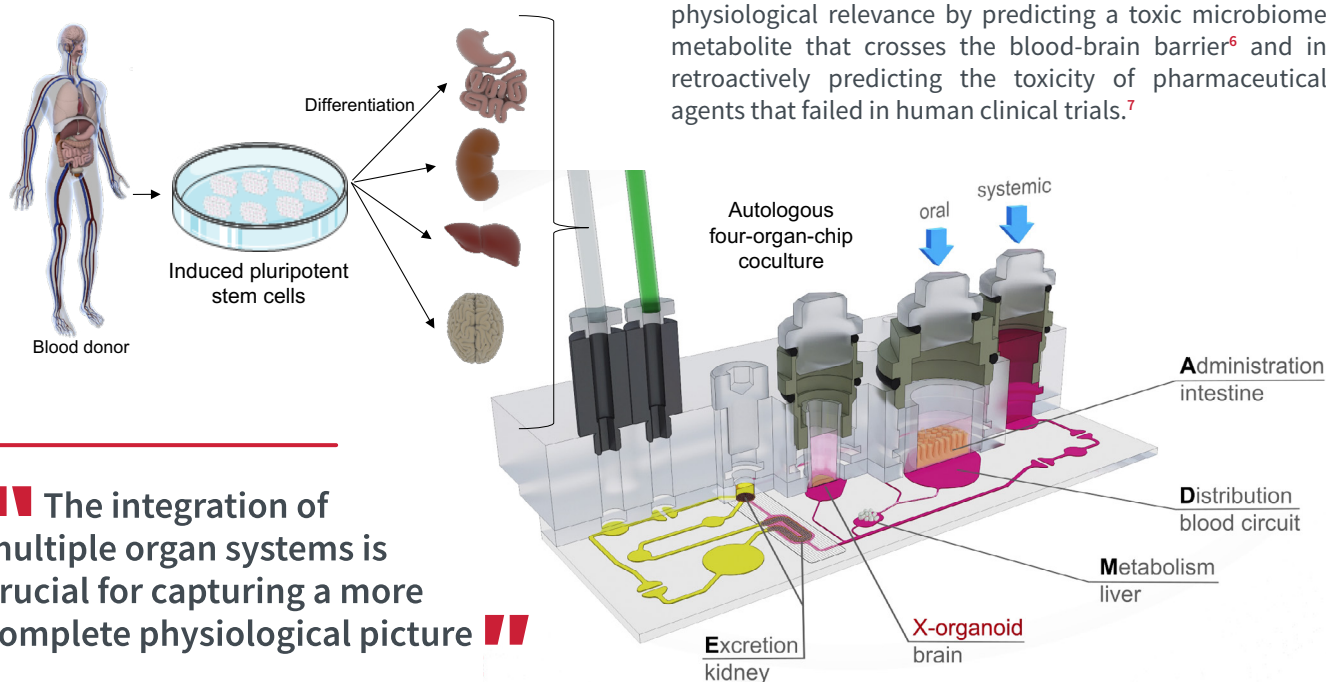 physiological relevance by predicting a toxic microbiome
metabolite that crosses the blood-brain barrier⁶ and in
retroactively predicting the toxicity of pharmaceutical
agents that failed in human clinical trials.⁷
Differentiation
Induced pluripotent
stem cells
Blood donor
Autologous
four-organ-chip
coculture
oral
systemic
Administration
intestine
Distribution
blood circuit
Metabolism
liver
X-organoid
brain
Excretion
kidney
" The integration of
multiple organ systems is
crucial for capturing a more
complete physiological picture "